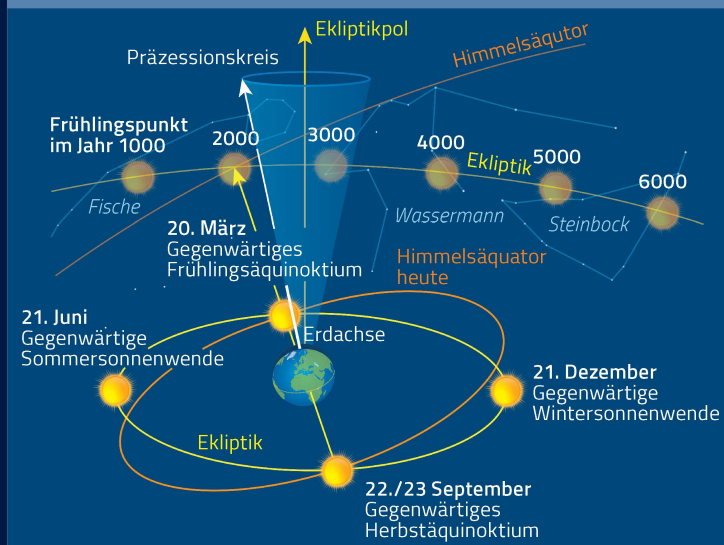 Ekliptikpol
Himmelsäqutor
Präzessionskreis
Frühlingspunkt
im Jahr 1000
2000
3000
4000
5000
6000
Ekliptik
Fische
Wassermann
Steinbock
20. März
Gegenwärtiges
Frühlingsäquinoktium
Himmelsäquator
heute
21. Juni
Gegenwärtige
Sommersonnenwende
Erdachse
21. Dezember
Gegenwärtige
Wintersonnenwende
Ekliptik
22./23 September
Gegenwärtiges
Herbstäquinoktium